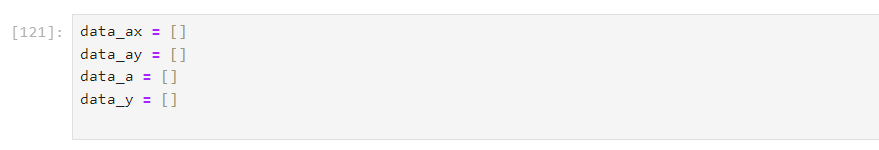 [121]: data_ax = []
data_ay = []
data_a = []
data_y = []